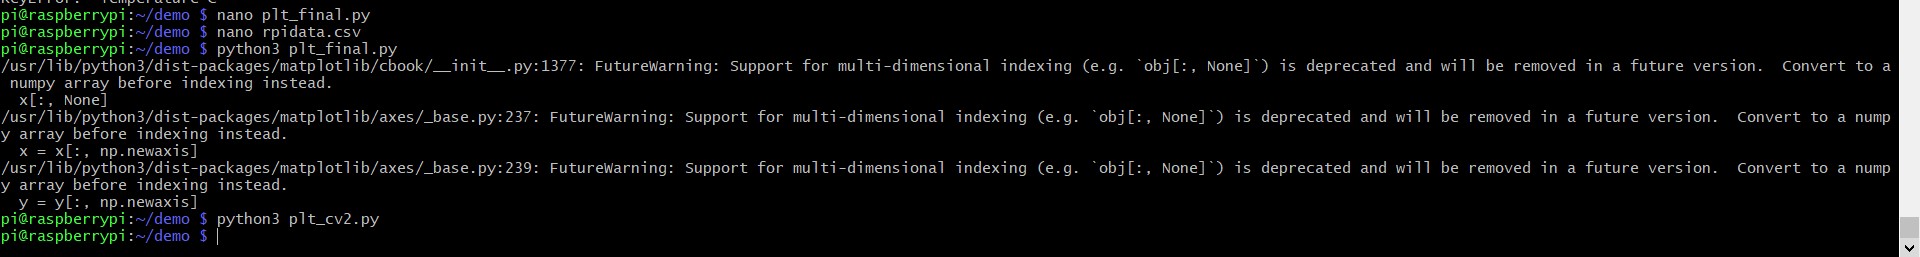 pi@raspberrypi:~/demo $ nano plt_final.py
pi@raspberrypi:~/demo $ nano rpidata.csv
pi@raspberrypi:~/demo $ python3 plt_final.py
/usr/lib/python3/dist-packages/matplotlib/cbook/__init__.py:1377: FutureWarning: Support for multi-dimensional indexing (e.g. `obj[:, None]`) is deprecated and will be removed in a future version.  Convert to a
 numpy array before indexing instead.
  x[:, None]
/usr/lib/python3/dist-packages/matplotlib/axes/_base.py:237: FutureWarning: Support for multi-dimensional indexing (e.g. `obj[:, None]`) is deprecated and will be removed in a future version.  Convert to a nump
y array before indexing instead.
  x = x[:, np.newaxis]
/usr/lib/python3/dist-packages/matplotlib/axes/_base.py:239: FutureWarning: Support for multi-dimensional indexing (e.g. `obj[:, None]`) is deprecated and will be removed in a future version.  Convert to a nump
y array before indexing instead.
  y = y[:, np.newaxis]
pi@raspberrypi:~/demo $ python3 plt_cv2.py
pi@raspberrypi:~/demo $